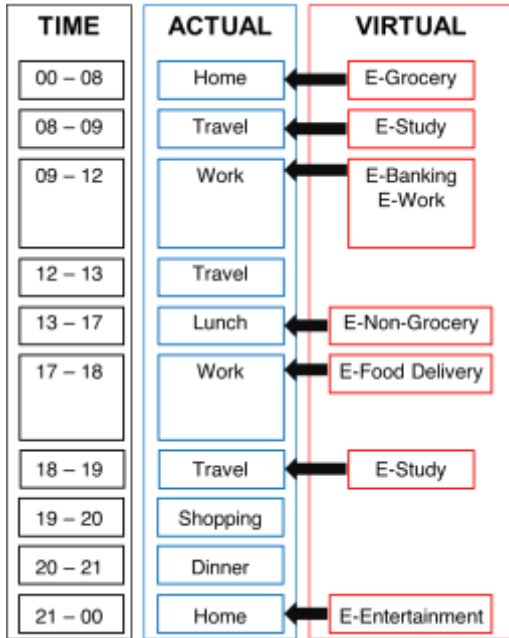 TIME ACTUAL VIRTUAL
00 – 08 Home E-Grocery
08 – 09 Travel E-Study
09 – 12 Work E-Banking
E-Work
12 – 13 Travel
13 – 17 Lunch E-Non-Grocery
17 – 18 Work E-Food Delivery
18 – 19 Travel E-Study
19 – 20 Shopping
20 – 21 Dinner
21 – 00 Home E-Entertainment